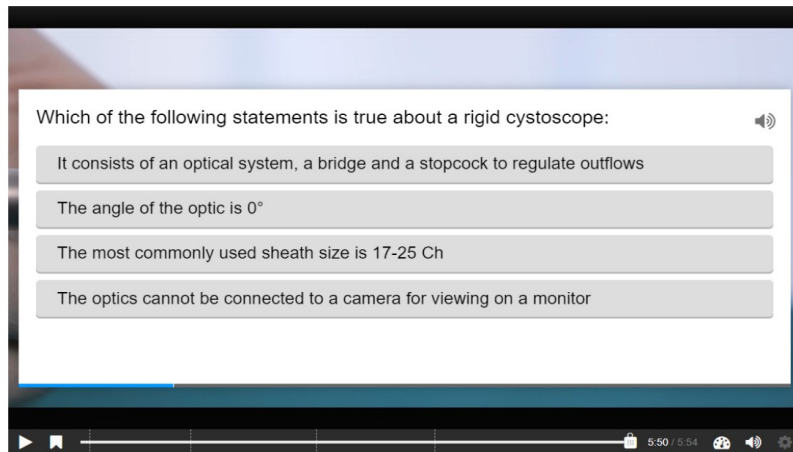 Which of the following statements is true about a rigid cystoscope:
It consists of an optical system, a bridge and a stopcock to regulate outflows
The angle of the optic is 0°
The most commonly used sheath size is 17-25 Ch
The optics cannot be connected to a camera for viewing on a monitor
5:50 / 5:54